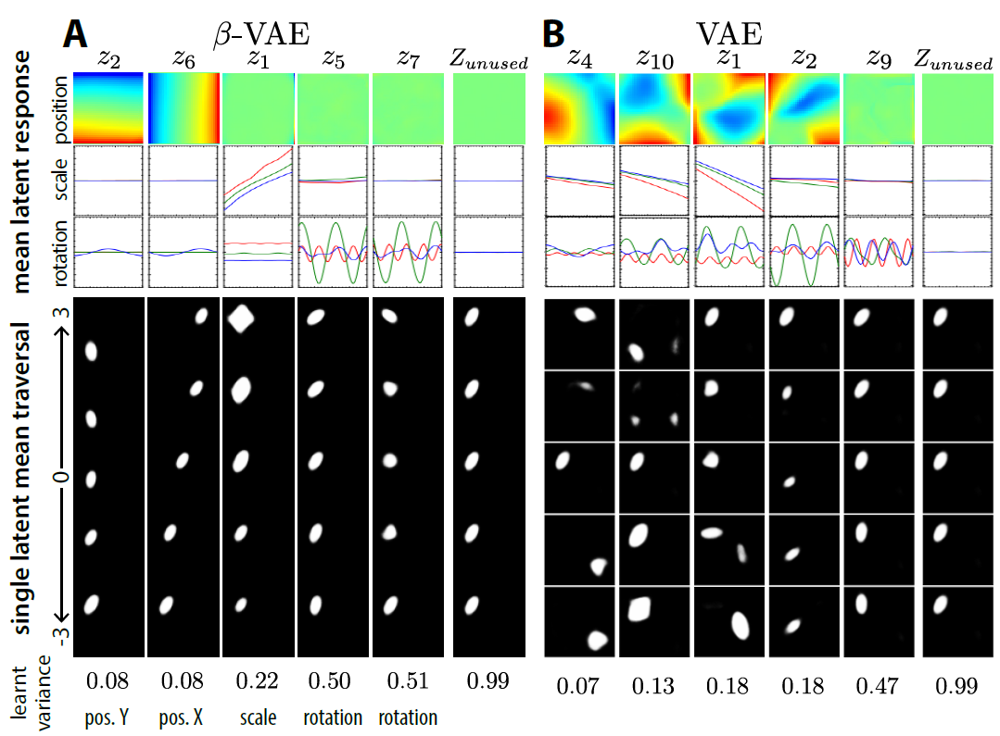 A
β-VAE
z2 z6 z1 z5 z7 Zunused
B
VAE
z4 z10 z1 z2 z9 Zunused
mean latent response
position
scale
rotation
single latent mean traversal
3
0
-3
learnt
variance
0.08 0.08 0.22 0.50 0.51 0.99
pos. Y pos. X scale rotation rotation
0.07 0.13 0.18 0.18 0.47 0.99